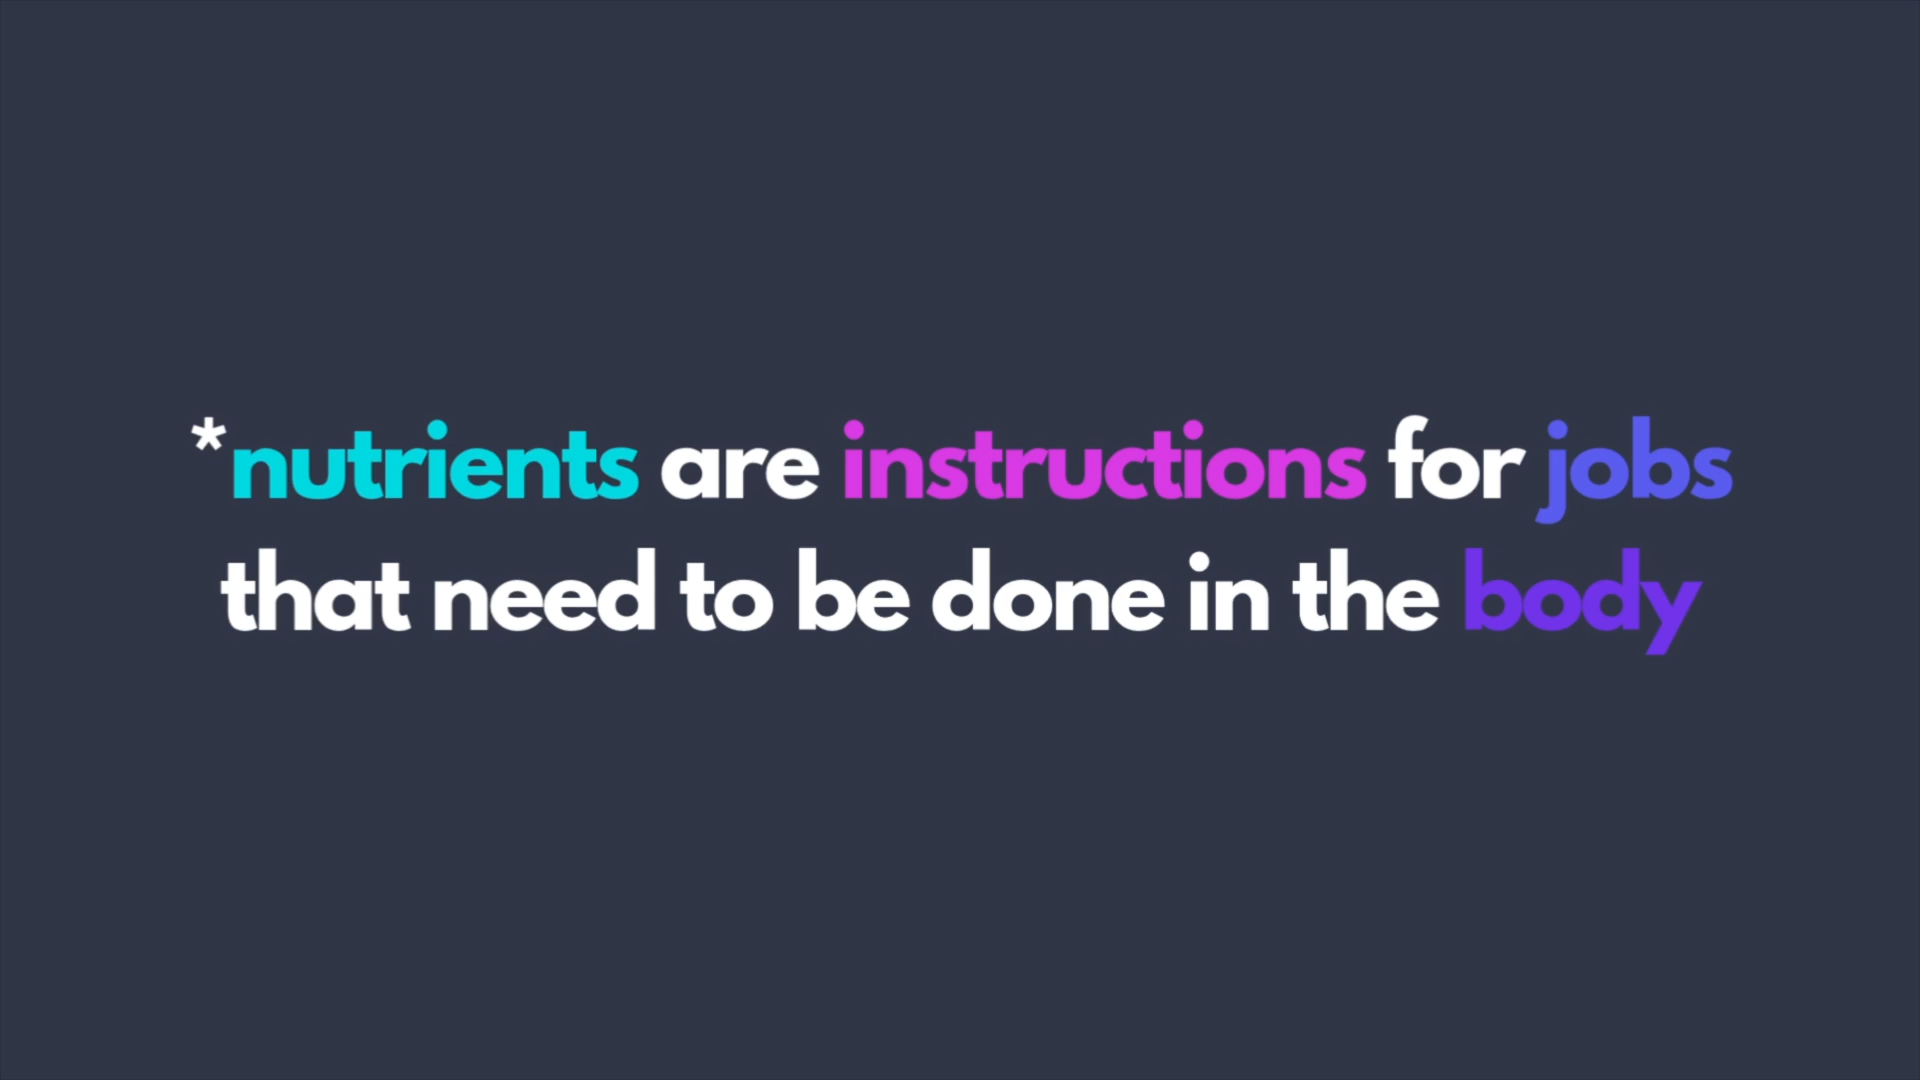 *nutrients are instructions for jobs
that need to be done in the body